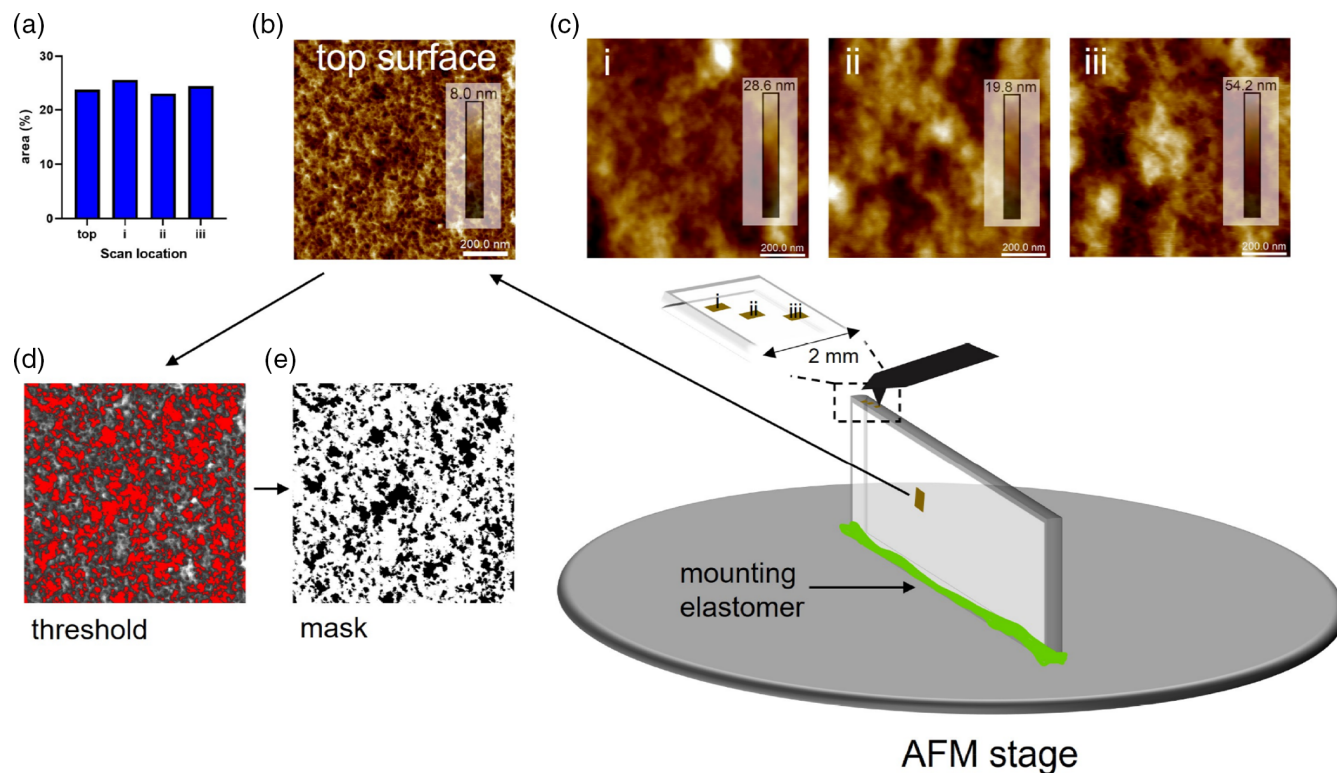 (a)
30
20
10
0
area (%)
top
i
ii
iii
Scan location
(b)
top surface
8.0 nm
200.0 nm
(c)
i
28.6 nm
200.0 nm
ii
19.8 nm
200.0 nm
iii
54.2 nm
200.0 nm
(d)
threshold
(e)
mask
i
ii
iii
2 mm
mounting
elastomer
AFM stage